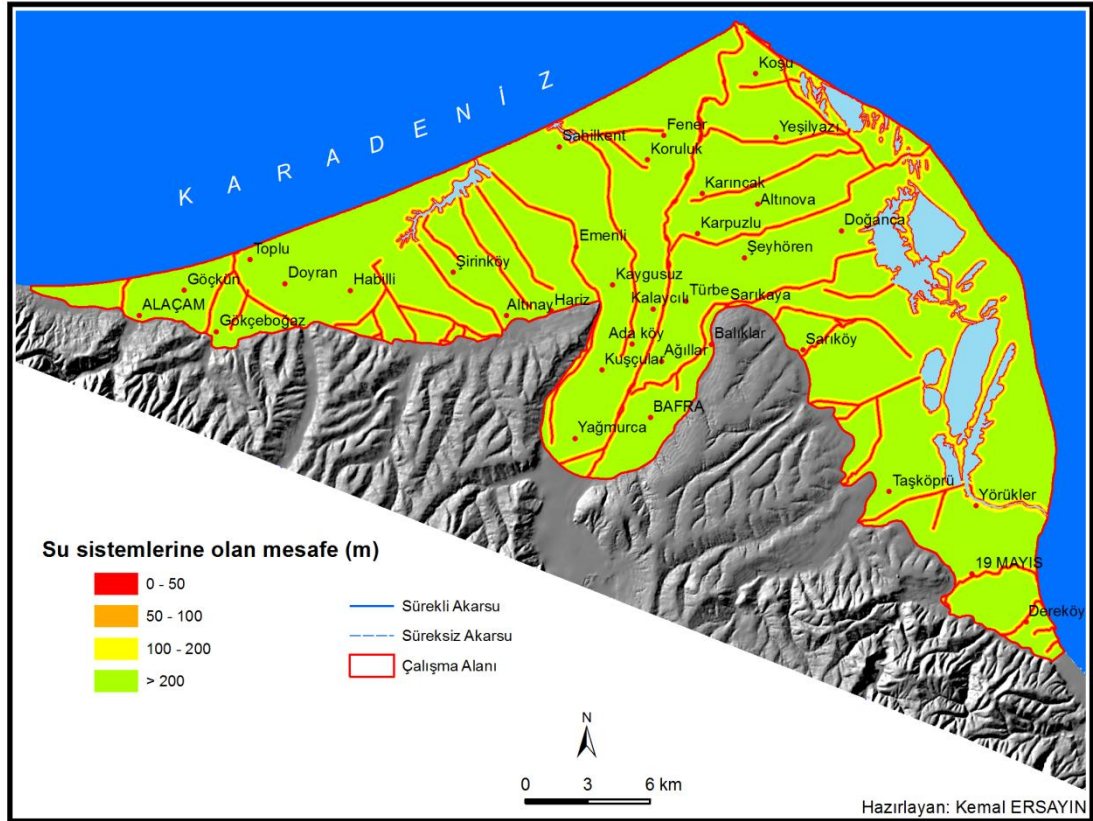 KARADENİZ
Koşu
Fener
Yeşilyazı
Sahilkent
Koruluk
Karıncak
Altınova
Karpuzlu
Doğanca
Emenli
Toplu
Şeyhören
Doyran
Habilli
Şirinköy
Göçkün
Kaygusuz
Türbe
Sarıkaya
ALAÇAM
Altınay
Hariz
Kalaycılı
Gökçeboğaz
Ada köy
Balıklar
Sarıköy
Kuşçular
Ağıllar
BAFRA
Yağmurca
Taşköprü
Yörükler
19 MAYIS
Dereköy
Su sistemlerine olan mesafe (m)
0 - 50
50 - 100
100 - 200
> 200
Sürekli Akarsu
Süreksiz Akarsu
Çalışma Alanı
N
0 3 6 km
Hazırlayan: Kemal ERSAYIN